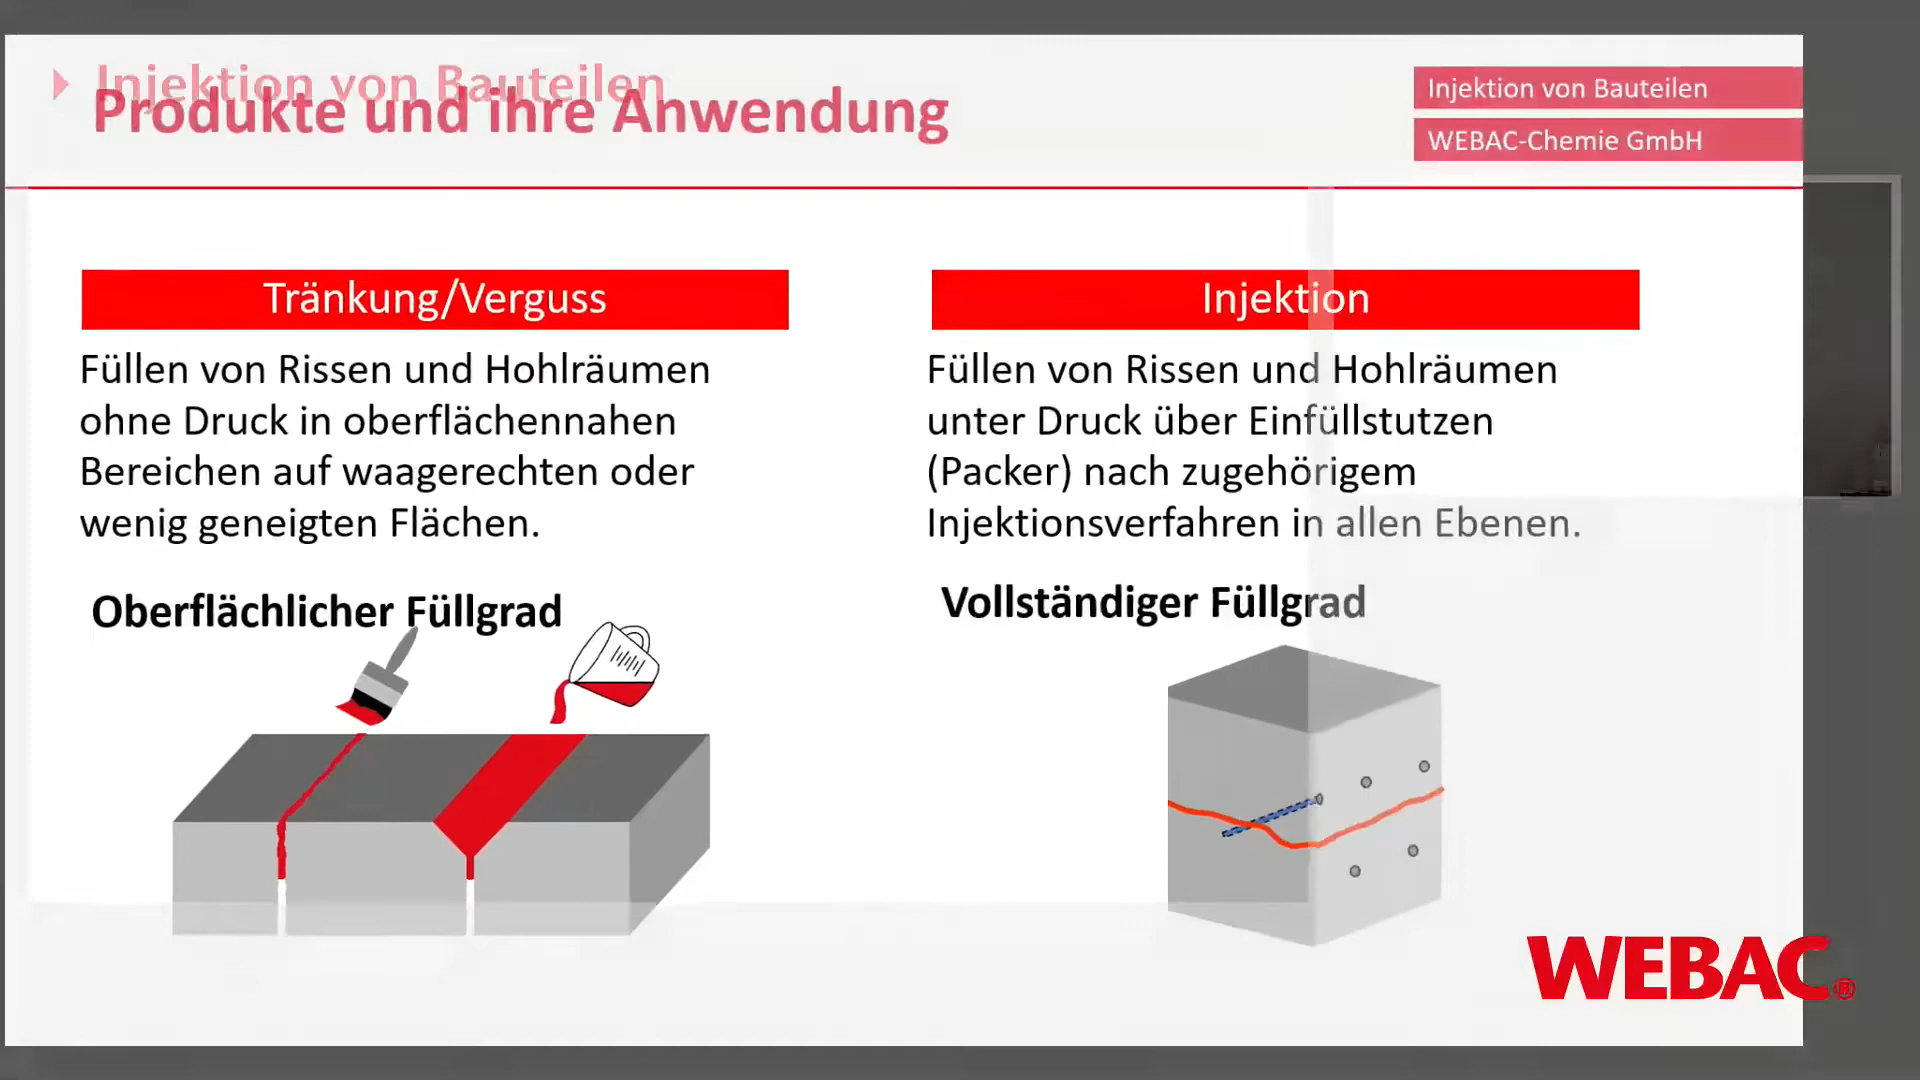 Injektion von Bauteilen
Produkte und ihre Anwendung
Injektion von Bauteilen
WEBAC-Chemie GmbH
Tränkung/Verguss
Füllen von Rissen und Hohlräumen
ohne Druck in oberflächennahen
Bereichen auf waagerechten oder
wenig geneigten Flächen.
Oberflächlicher Füllgrad
Injektion
Füllen von Rissen und Hohlräumen
unter Druck über Einfüllstutzen
(Packer) nach zugehörigem
Injektionsverfahren in allen Ebenen.
Vollständiger Füllgrad
WEBAC®